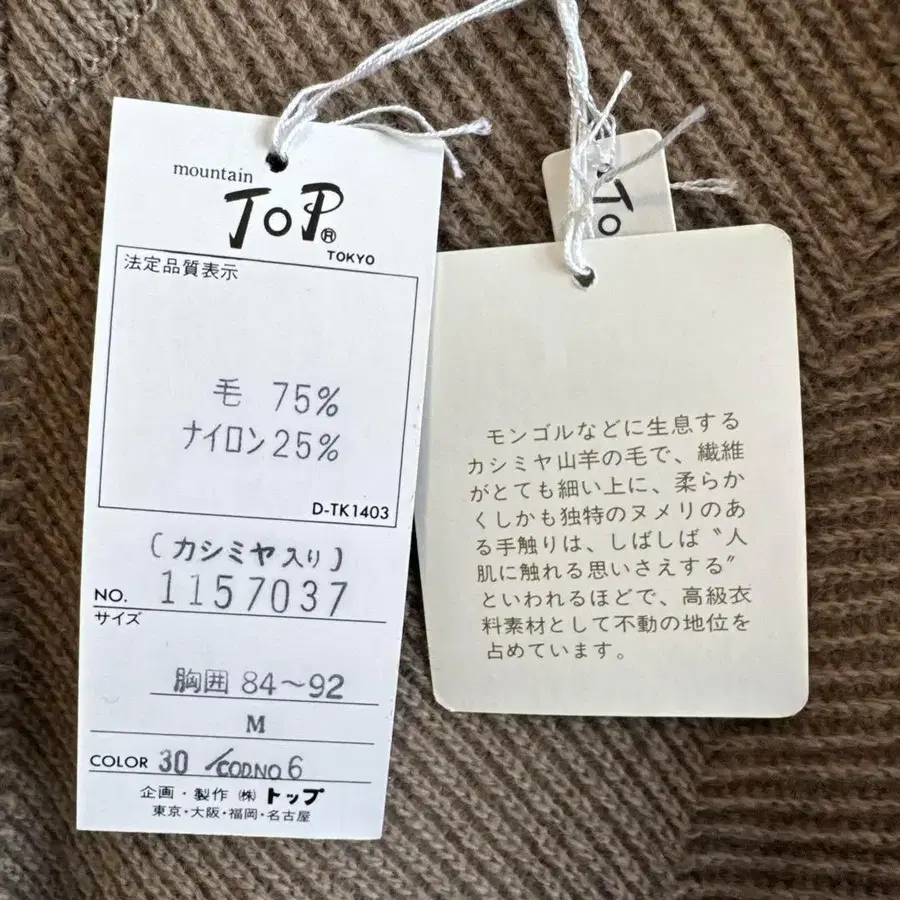 mountain
ToP®
TOKYO
法定品質表示
毛 75%
ナイロン25%
D-TK1403
(カシミヤ入り)
NO. 1157037
サイズ
胸囲 84～92
M
COLOR 30 /COD.NO 6
企画・製作 ㈱ トップ
東京・大阪・福岡・名古屋
To
モンゴルなどに生息する
カシミヤ山羊の毛で、繊維
がとても細い上に、柔らか
くしかも独特のヌメリのあ
る手触りは、しばしば〝人
肌に触れる思いさえする〟
といわれるほどで、高級衣
料素材として不動の地位を
占めています。